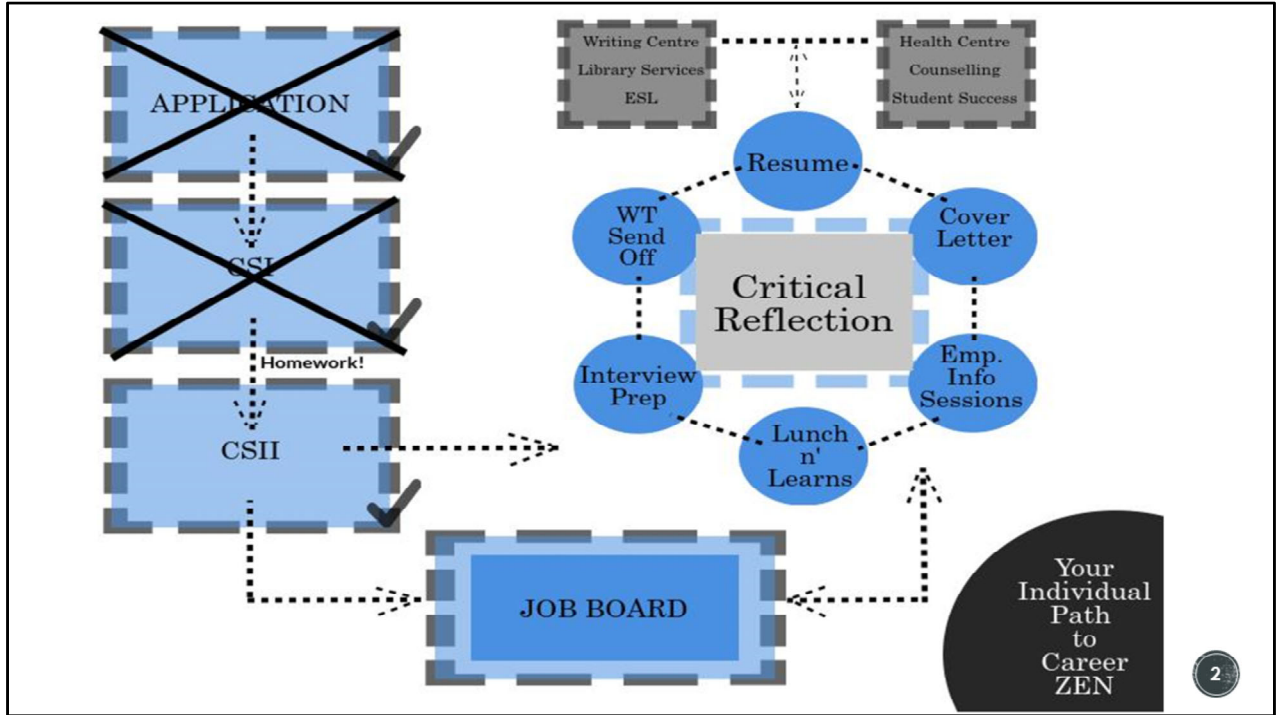 APPLICATION
CSI
Homework!
CSII
Writing Centre
Library Services
ESL
Health Centre
Counselling
Student Success
Resume
WT
Send
Off
Cover
Letter
Critical
Reflection
Interview
Prep
Emp.
Info
Sessions
Lunch
n'
Learns
JOB BOARD
Your
Individual
Path
to
Career
ZEN
2